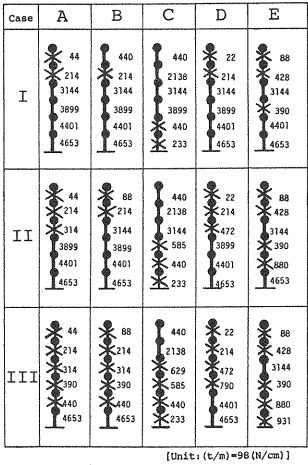 Case A B C D E
I
44 440 440 22 88
214 214 2138 214 428
3144 3144 3144 3144 3144
3899 3899 3899 3899 390
4401 4401 440 4401 4401
4653 4653 233 4653 4653
II
44 88 440 22 88
214 214 2138 214 428
314 3144 3144 472 3144
3899 3899 585 3899 390
4401 4401 440 4401 880
4653 4653 233 4653 4653
III
44 88 440 22 88
214 214 2138 214 428
314 314 629 472 3144
390 390 585 790 390
440 440 440 4401 880
4653 4653 233 4653 931
[Unit:(t/m)=98(N/cm)]